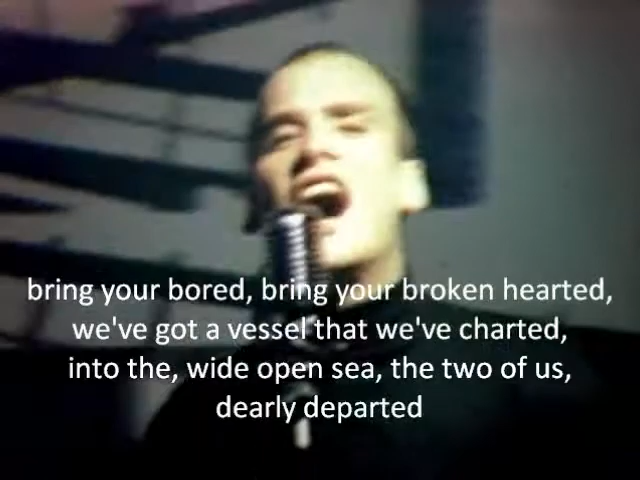 bring your bored, bring your broken hearted,
we've got a vessel that we've charted,
into the, wide open sea, the two of us,
dearly departed